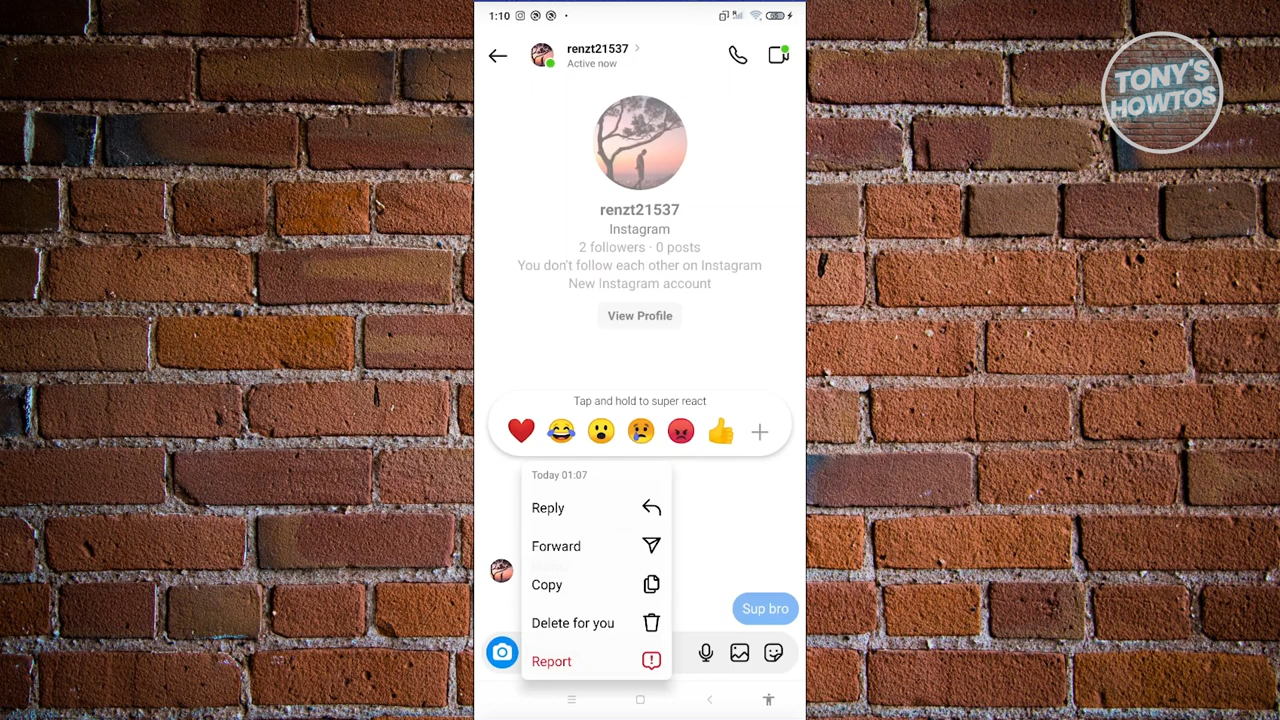 1:10
TONY'S
HOWTOS
renzt21537
Active now
renzt21537
Instagram
2 followers · 0 posts
You don't follow each other on Instagram
New Instagram account
View Profile
Tap and hold to super react
Today 01:07
Reply
Forward
Copy
Delete for you
Report
Sup bro